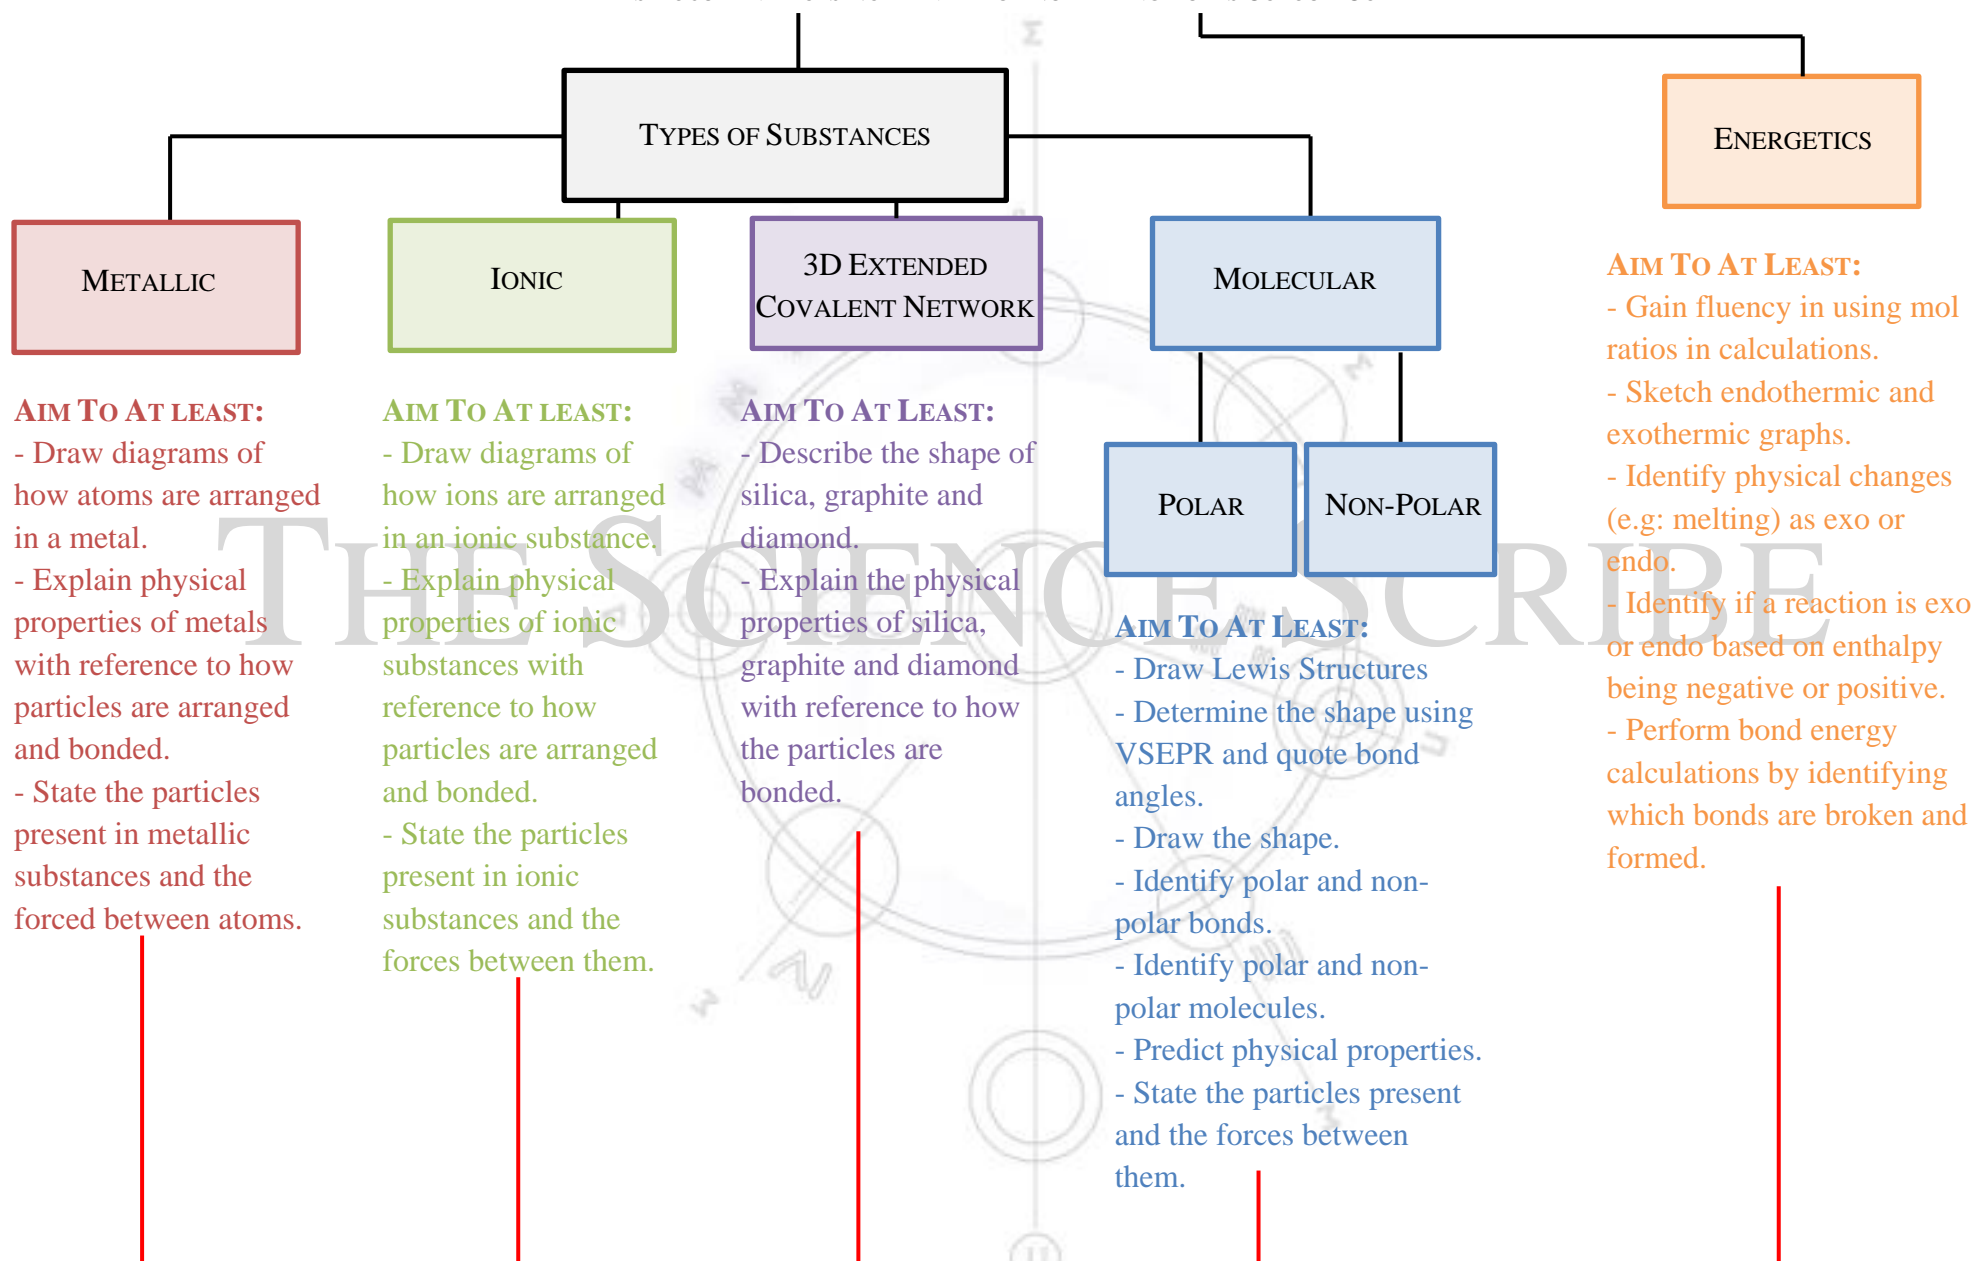 TYPES OF SUBSTANCES
ENERGETICS
METALLIC
IONIC
3D EXTENDED
COVALENT NETWORK
MOLECULAR
POLAR
NON-POLAR
AIM TO AT LEAST:
- Draw diagrams of
how atoms are arranged
in a metal.
- Explain physical
properties of metals
with reference to how
particles are arranged
and bonded.
- State the particles
present in metallic
substances and the
forced between atoms.
AIM TO AT LEAST:
- Draw diagrams of
how ions are arranged
in an ionic substance.
- Explain physical
properties of ionic
substances with
reference to how
particles are arranged
and bonded.
- State the particles
present in ionic
substances and the
forces between them.
AIM TO AT LEAST:
- Describe the shape of
silica, graphite and
diamond.
- Explain the physical
properties of silica,
graphite and diamond
with reference to how
the particles are
bonded.
AIM TO AT LEAST:
- Draw Lewis Structures
- Determine the shape using
VSEPR and quote bond
angles.
- Draw the shape.
- Identify polar and non-
polar bonds.
- Identify polar and non-
polar molecules.
- Predict physical properties.
- State the particles present
and the forces between
them.
AIM TO AT LEAST:
- Gain fluency in using mol
ratios in calculations.
- Sketch endothermic and
exothermic graphs.
- Identify physical changes
(e.g: melting) as exo or
endo.
- Identify if a reaction is exo
or endo based on enthalpy
being negative or positive.
- Perform bond energy
calculations by identifying
which bonds are broken and
formed.
THE SCIENCE SCRIBE